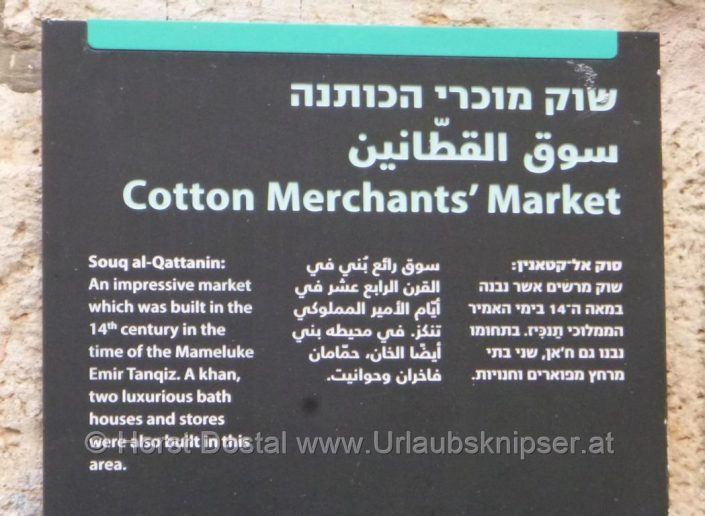 שוק מוכרי הכותנה
سوق القطّانين
Cotton Merchants' Market
Souq al-Qattanin:
An impressive market
which was built in the
14th century in the
time of the Mameluke
Emir Tanqiz. A khan,
two luxurious bath
houses and stores
were also built in this
area.
سوق رائع بُني في
القرن الرابع عشر في
أيّام الأمير المملوكي
تنكز. في محيطه بني
أيضًا الخان، حمّامان
فاخران وحوانيت.
סוק אל־קטאנין:
שוק מרשים אשר נבנה
במאה ה־14 בימי האמיר
הממלוכי תַנכִּיז. בתחומו
נבנו גם ח'אן, שני בתי
מרחץ מפוארים וחנויות.
© Horst Dostal www.Urlaubsknipser.at